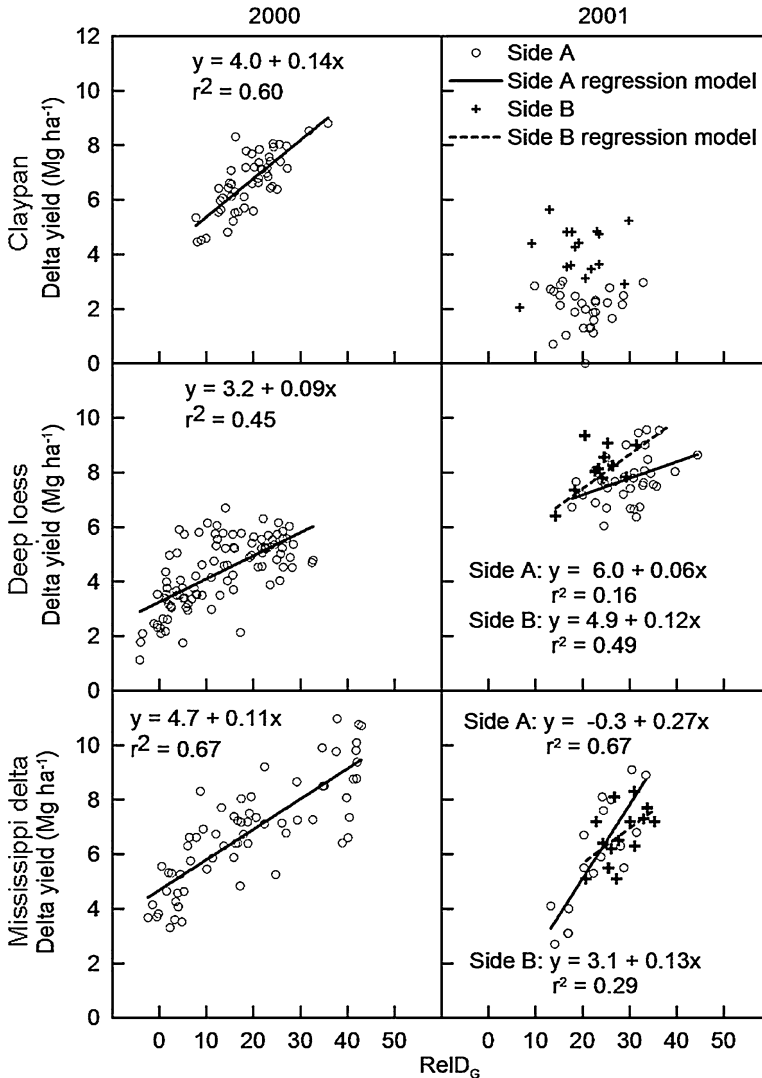 2000
2001
Claypan
Delta yield (Mg ha⁻¹)
12
10
8
6
4
2
0
y = 4.0 + 0.14x
r² = 0.60
Side A
Side A regression model
Side B
Side B regression model
Deep loess
Delta yield (Mg ha⁻¹)
10
8
6
4
2
0
y = 3.2 + 0.09x
r² = 0.45
Side A: y = 6.0 + 0.06x
r² = 0.16
Side B: y = 4.9 + 0.12x
r² = 0.49
Mississippi delta
Delta yield (Mg ha⁻¹)
10
8
6
4
2
0
y = 4.7 + 0.11x
r² = 0.67
Side A: y = -0.3 + 0.27x
r² = 0.67
Side B: y = 3.1 + 0.13x
r² = 0.29
0 10 20 30 40 50
0 10 20 30 40 50
RelD_G